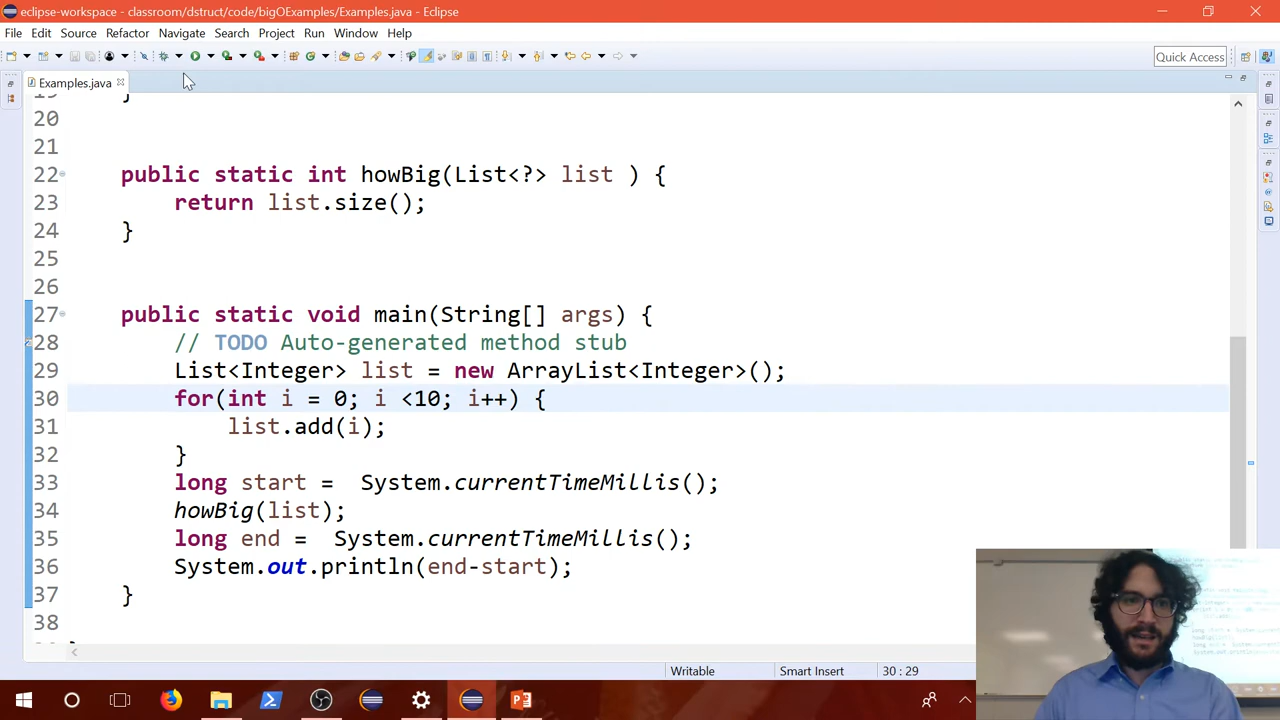 eclipse-workspace - classroom/dstruct/code/bigOExamples/Examples.java - Eclipse
File Edit Source Refactor Navigate Search Project Run Window Help
Quick Access
Examples.java
19 }
20
21
22 public static int howBig(List<?> list ) {
23 return list.size();
24 }
25
26
27 public static void main(String[] args) {
28 // TODO Auto-generated method stub
29 List<Integer> list = new ArrayList<Integer>();
30 for(int i = 0; i <10; i++) {
31 list.add(i);
32 }
33 long start =  System.currentTimeMillis();
34 howBig(list);
35 long end =  System.currentTimeMillis();
36 System.out.println(end-start);
37 }
38
Writable Smart Insert 30 : 29